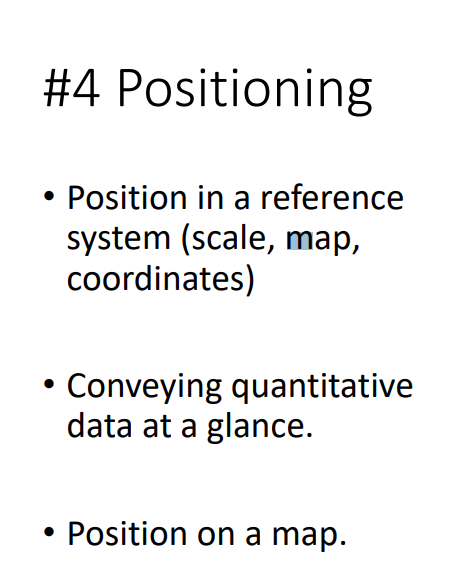 #4 Positioning
• Position in a reference
system (scale, map,
coordinates)
• Conveying quantitative
data at a glance.
• Position on a map.